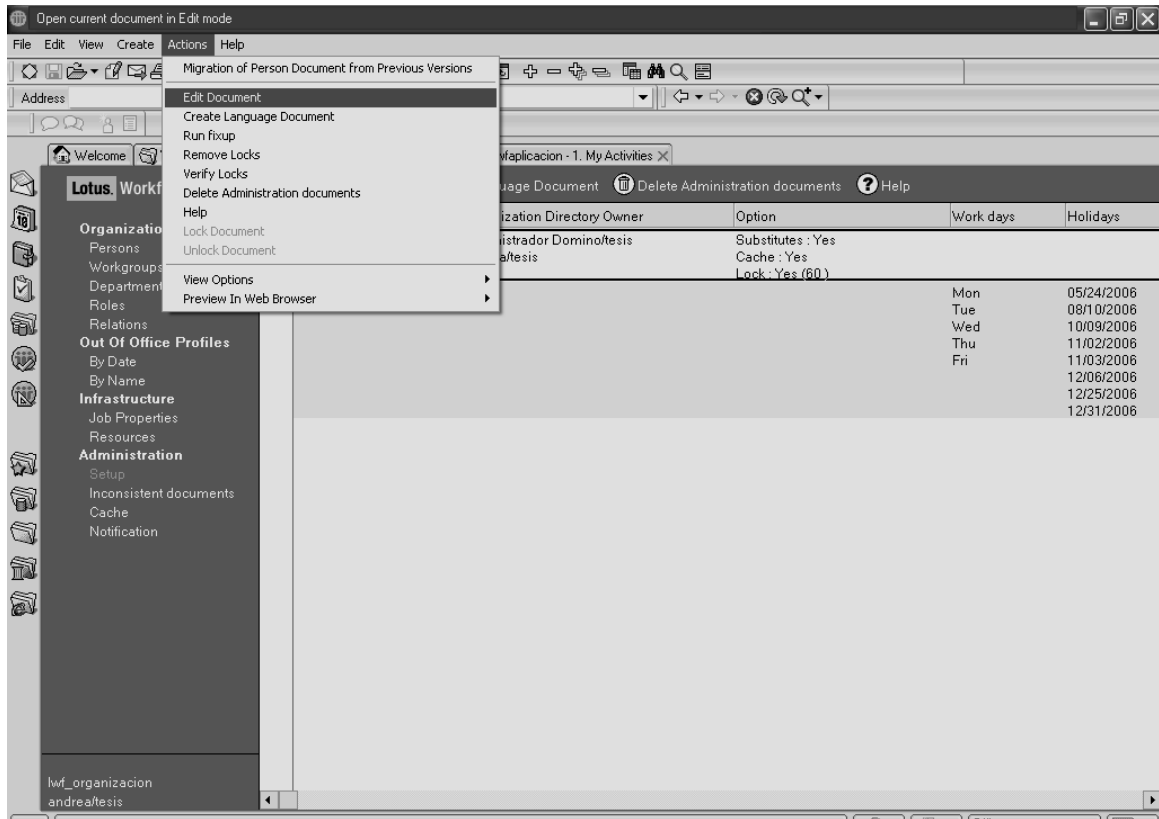 Open current document in Edit mode
File Edit View Create Actions Help
Migration of Person Document from Previous Versions
Address
Edit Document
Create Language Document
Run fixup
Remove Locks
Verify Locks
Delete Administration documents
Help
Lock Document
Unlock Document
View Options
Preview In Web Browser
Welcome
wfaplicacion - 1. My Activities
Lotus. Workf
uage Document Delete Administration documents Help
ization Directory Owner Option Work days Holidays
istrador Domino/tesis Substitutes : Yes
a/tesis Cache : Yes
Lock : Yes (60 )
Mon 05/24/2006
Tue 08/10/2006
Wed 10/09/2006
Thu 11/02/2006
Fri 11/03/2006
12/06/2006
12/25/2006
12/31/2006
Organizatio
Persons
Workgroups
Department
Roles
Relations
Out Of Office Profiles
By Date
By Name
Infrastructure
Job Properties
Resources
Administration
Setup
Inconsistent documents
Cache
Notification
lwf_organizacion
andrea/tesis